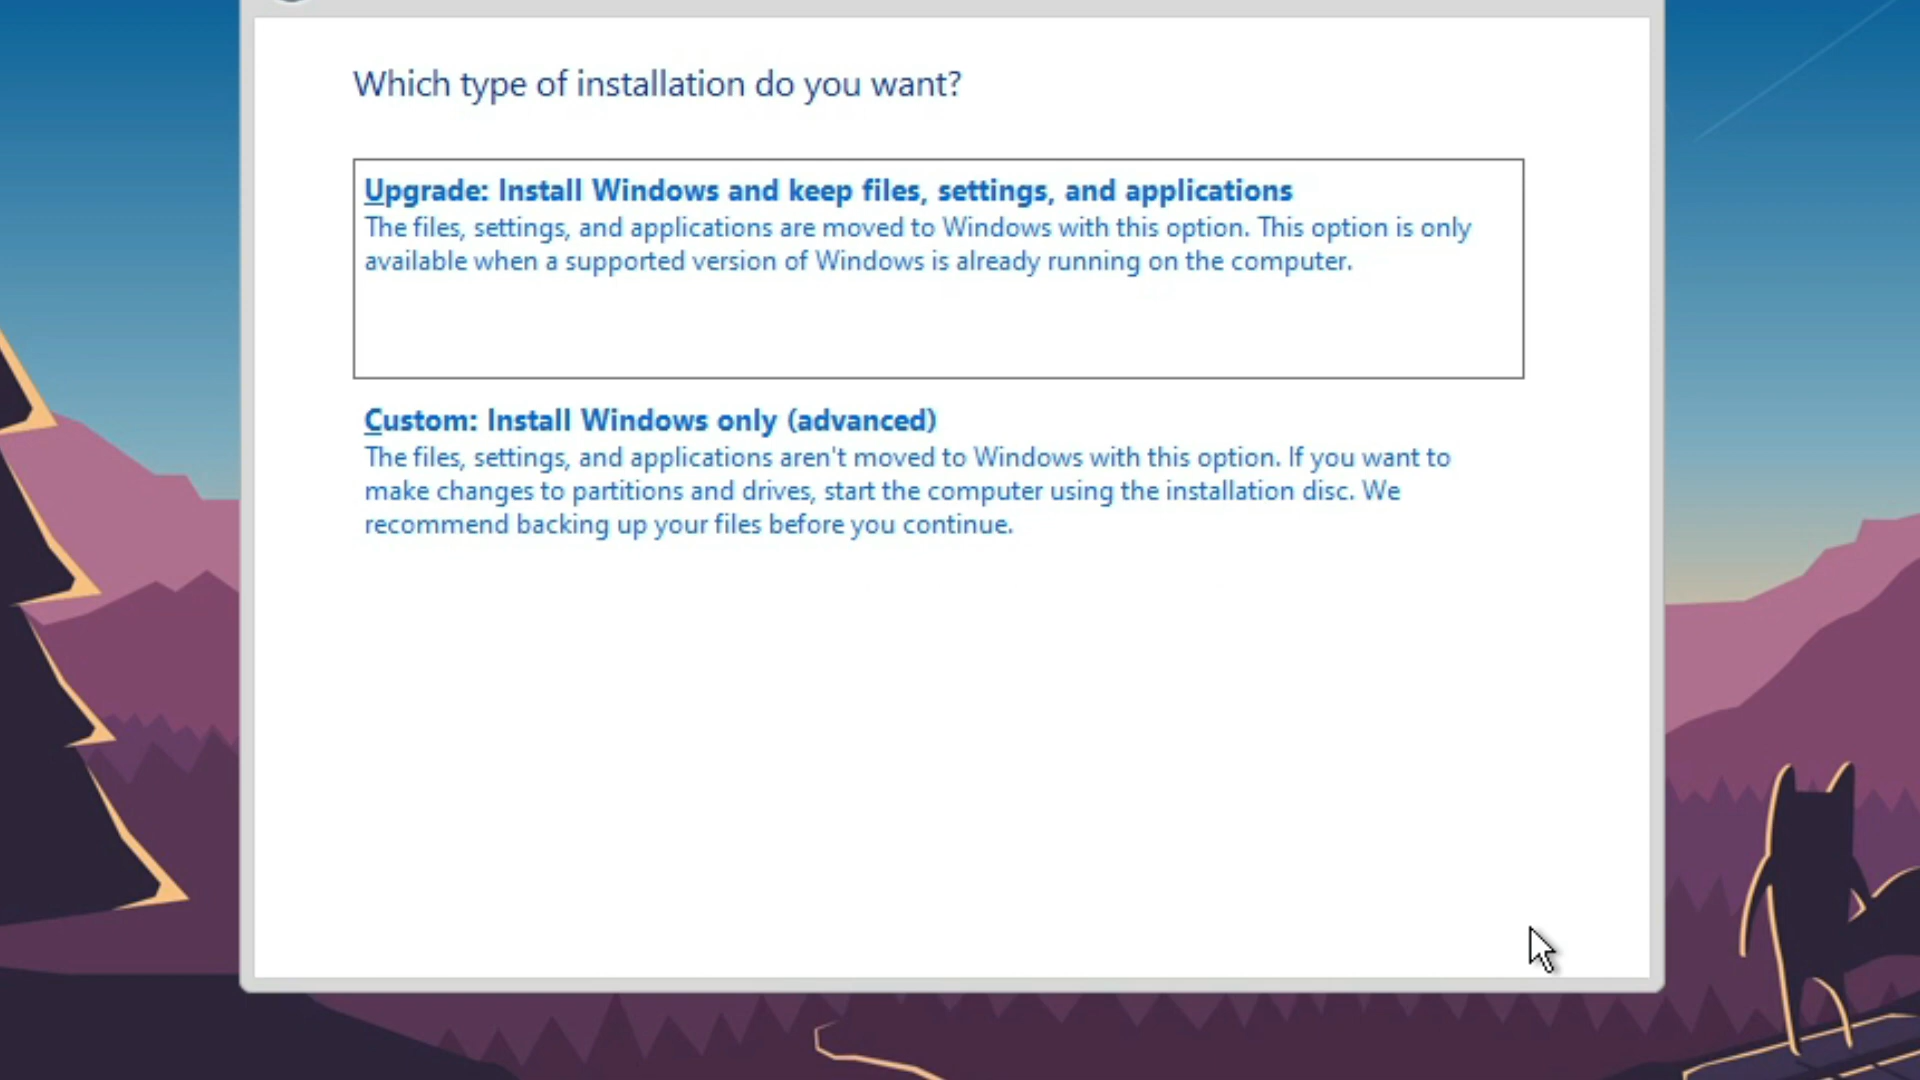 Which type of installation do you want?
Upgrade: Install Windows and keep files, settings, and applications
The files, settings, and applications are moved to Windows with this option. This option is only
available when a supported version of Windows is already running on the computer.
Custom: Install Windows only (advanced)
The files, settings, and applications aren't moved to Windows with this option. If you want to
make changes to partitions and drives, start the computer using the installation disc. We
recommend backing up your files before you continue.